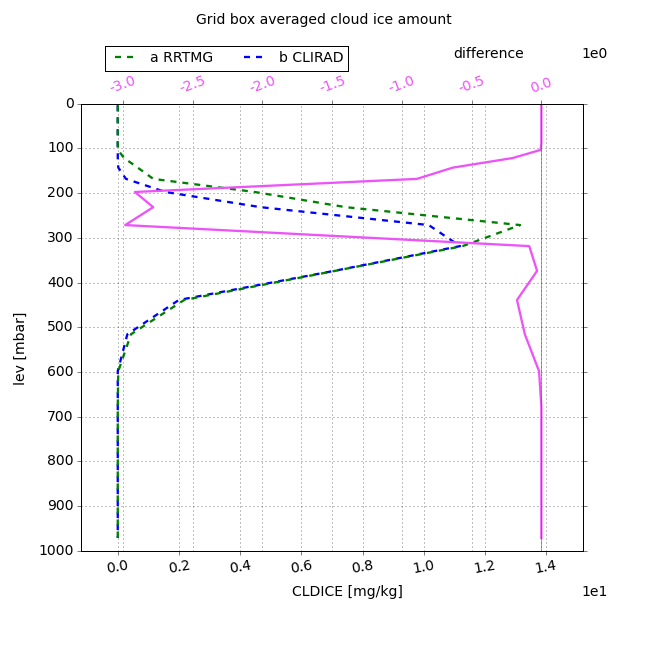 Grid box averaged cloud ice amount
a RRTMG b CLIRAD difference 1e0
-3.0 -2.5 -2.0 -1.5 -1.0 -0.5 0.0
0
100
200
300
400
500
600
700
800
900
1000
lev [mbar]
0.0 0.2 0.4 0.6 0.8 1.0 1.2 1.4
CLDICE [mg/kg] 1e1